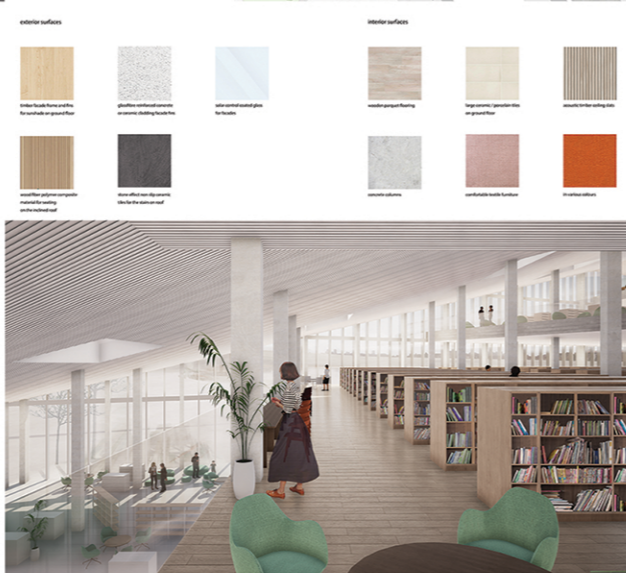 exterior surfaces
timber facade frame and fins
for sunshade on ground floor
glassfibre reinforced concrete
on ceramic cladding facade fins
solar-control coated glass
for facades
wood fiber polymer composite
material for seating
on the inclined roof
stone effect non slip ceramic
tiles for the stairs on roof
interior surfaces
wooden parquet flooring
large ceramic / porcelain tiles
on ground floor
acoustic timber ceiling slats
concrete columns
comfortable textile furniture
in various colours